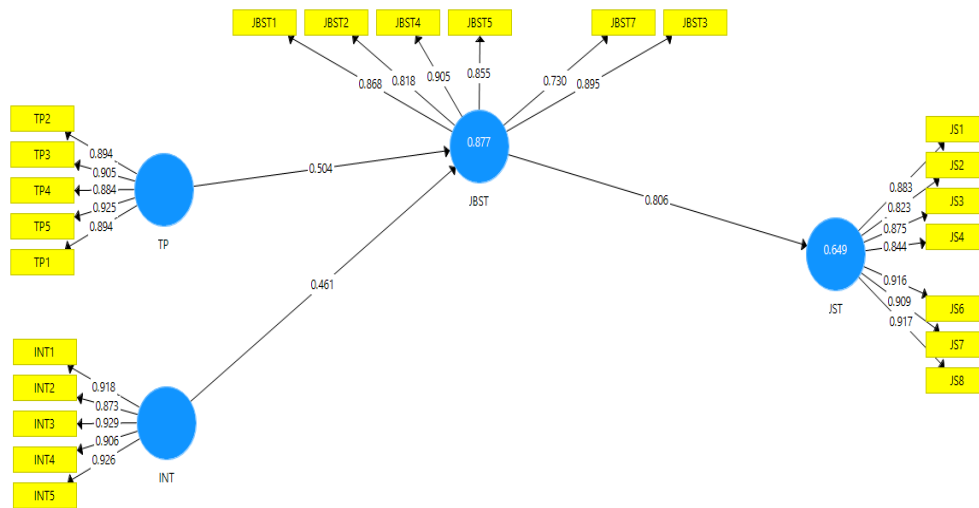 JBST1
JBST2
JBST4
JBST5
JBST7
JBST3
0.868
0.818
0.905
0.855
0.730
0.895
0.877
JBST
TP2
TP3
TP4
TP5
TP1
0.894
0.905
0.884
0.925
0.894
TP
0.504
0.461
0.806
INT1
INT2
INT3
INT4
INT5
0.918
0.873
0.929
0.906
0.926
INT
JS1
JS2
JS3
JS4
JS6
JS7
JS8
0.883
0.823
0.875
0.844
0.916
0.909
0.917
0.649
JST